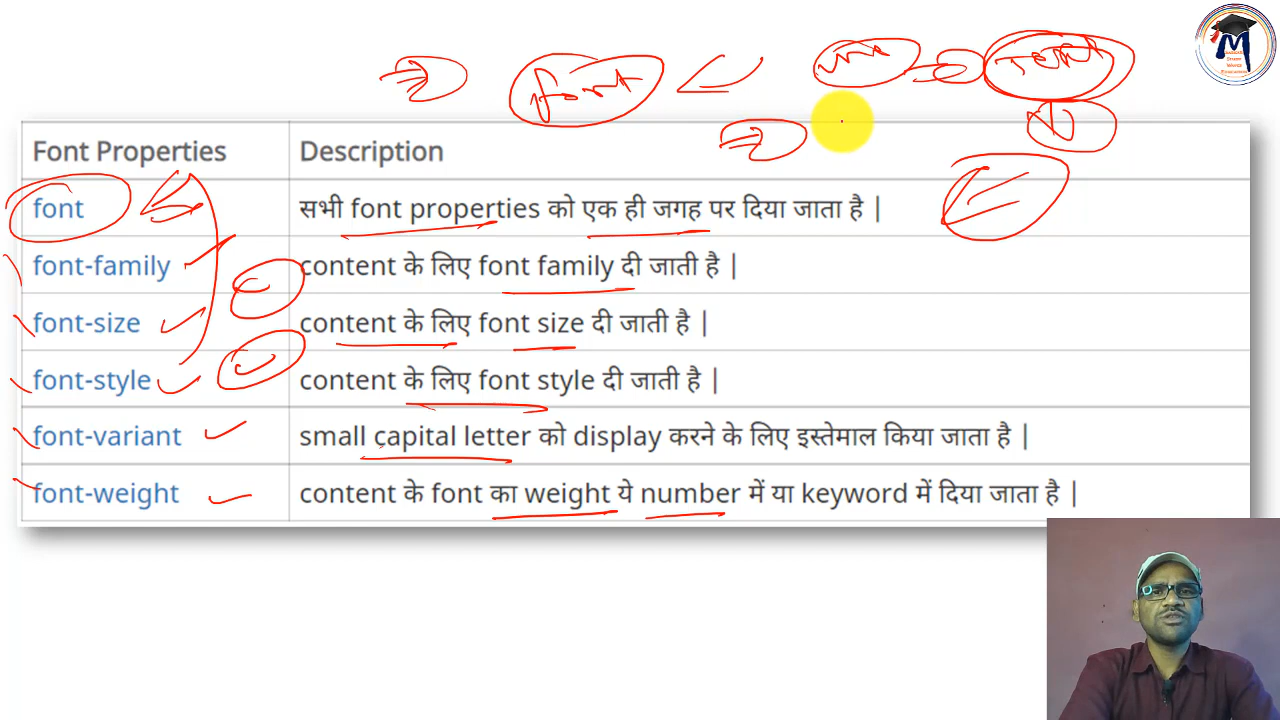 font
Font Properties Description
font सभी font properties को एक ही जगह पर दिया जाता है |
font-family content के लिए font family दी जाती है |
font-size content के लिए font size दी जाती है |
font-style content के लिए font style दी जाती है |
font-variant small capital letter को display करने के लिए इस्तेमाल किया जाता है |
font-weight content के font का weight ये number में या keyword में दिया जाता है |